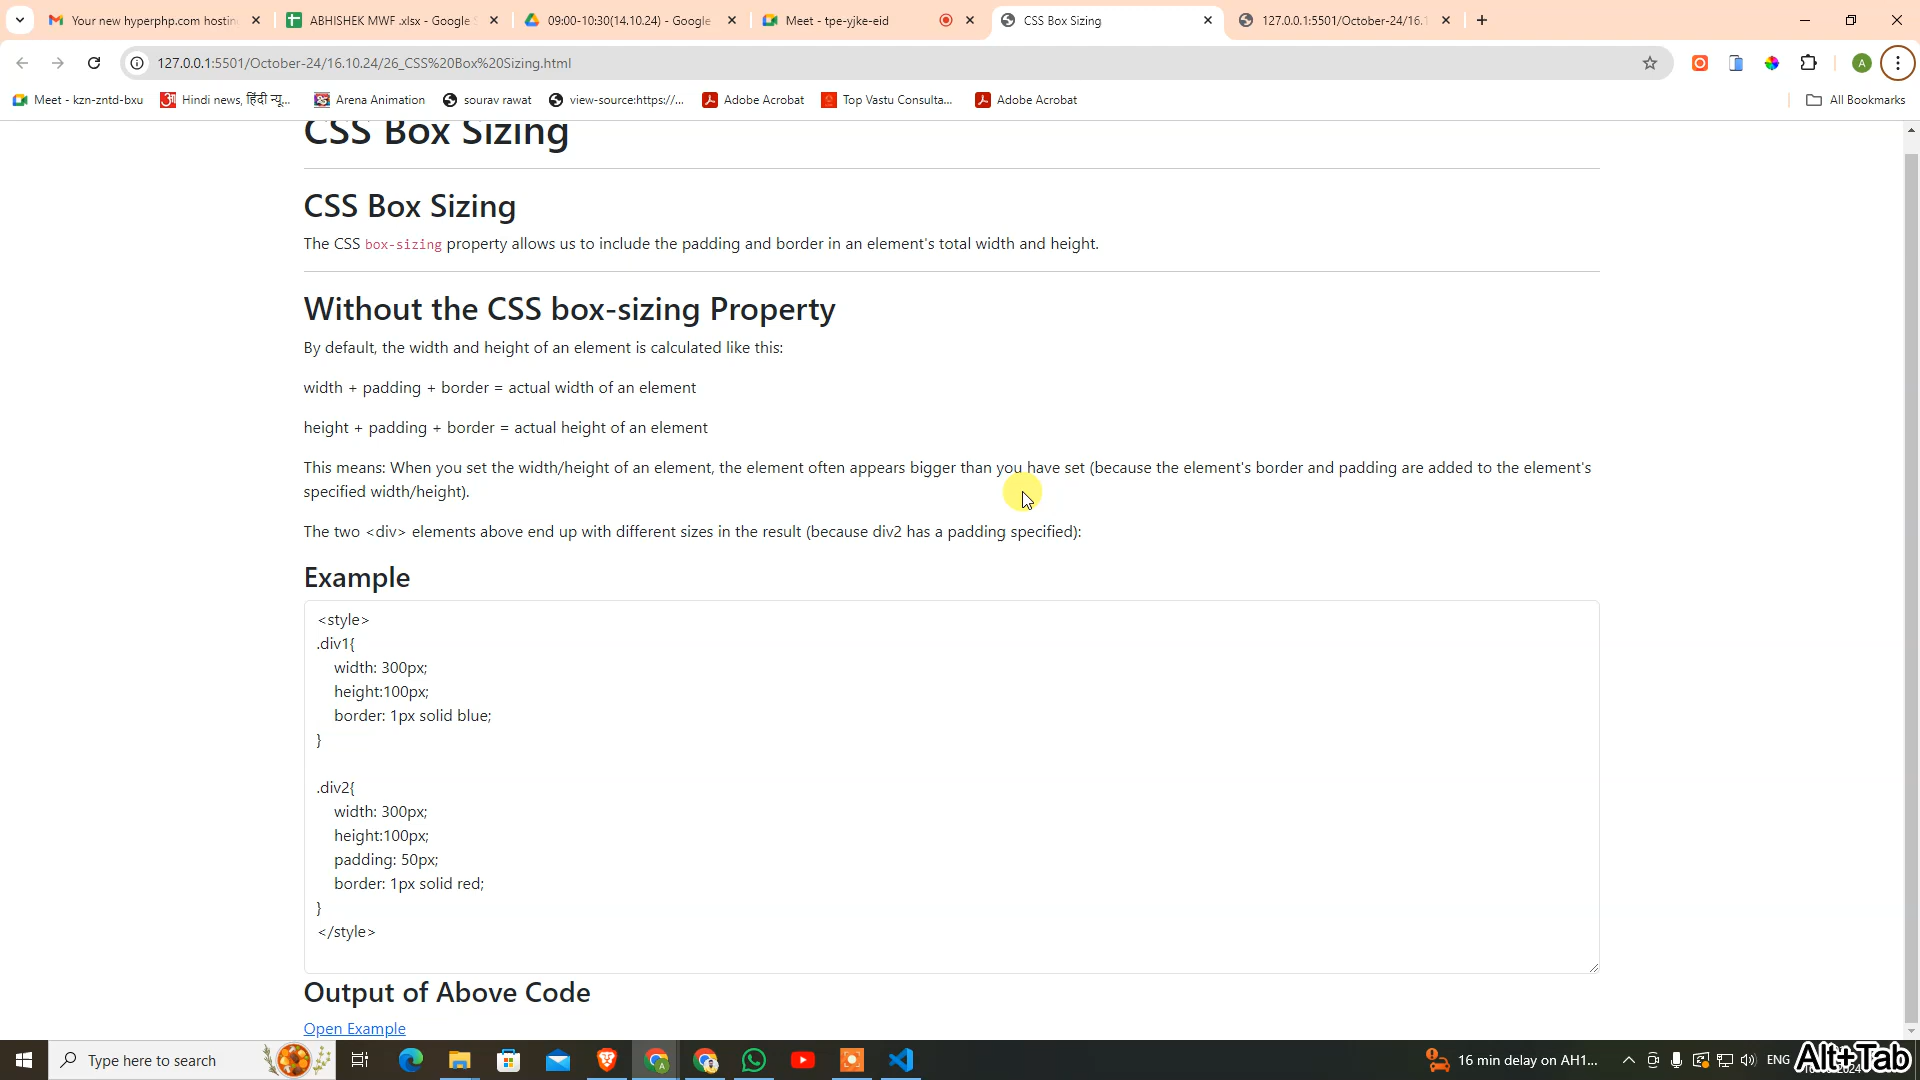 Your new hyperphp.com hostin
ABHISHEK MWF .xlsx - Google S
09:00-10:30(14.10.24) - Google
Meet - tpe-yjke-eid
CSS Box Sizing
127.0.0.1:5501/October-24/16.1
127.0.0.1:5501/October-24/16.10.24/26_CSS%20Box%20Sizing.html
A
Meet - kzn-zntd-bxu
Hindi news, हिंदी न्यू...
Arena Animation
sourav rawat
view-source:https://...
Adobe Acrobat
Top Vastu Consulta...
Adobe Acrobat
All Bookmarks
CSS Box Sizing
CSS Box Sizing
The CSS box-sizing property allows us to include the padding and border in an element's total width and height.
Without the CSS box-sizing Property
By default, the width and height of an element is calculated like this:
width + padding + border = actual width of an element
height + padding + border = actual height of an element
This means: When you set the width/height of an element, the element often appears bigger than you have set (because the element's border and padding are added to the element's
specified width/height).
The two <div> elements above end up with different sizes in the result (because div2 has a padding specified):
Example
<style>
.div1{
width: 300px;
height:100px;
border: 1px solid blue;
}
.div2{
width: 300px;
height:100px;
padding: 50px;
border: 1px solid red;
}
</style>
Output of Above Code
Open Example
Type here to search
16 min delay on AH1...
ENG
Alt+Tab